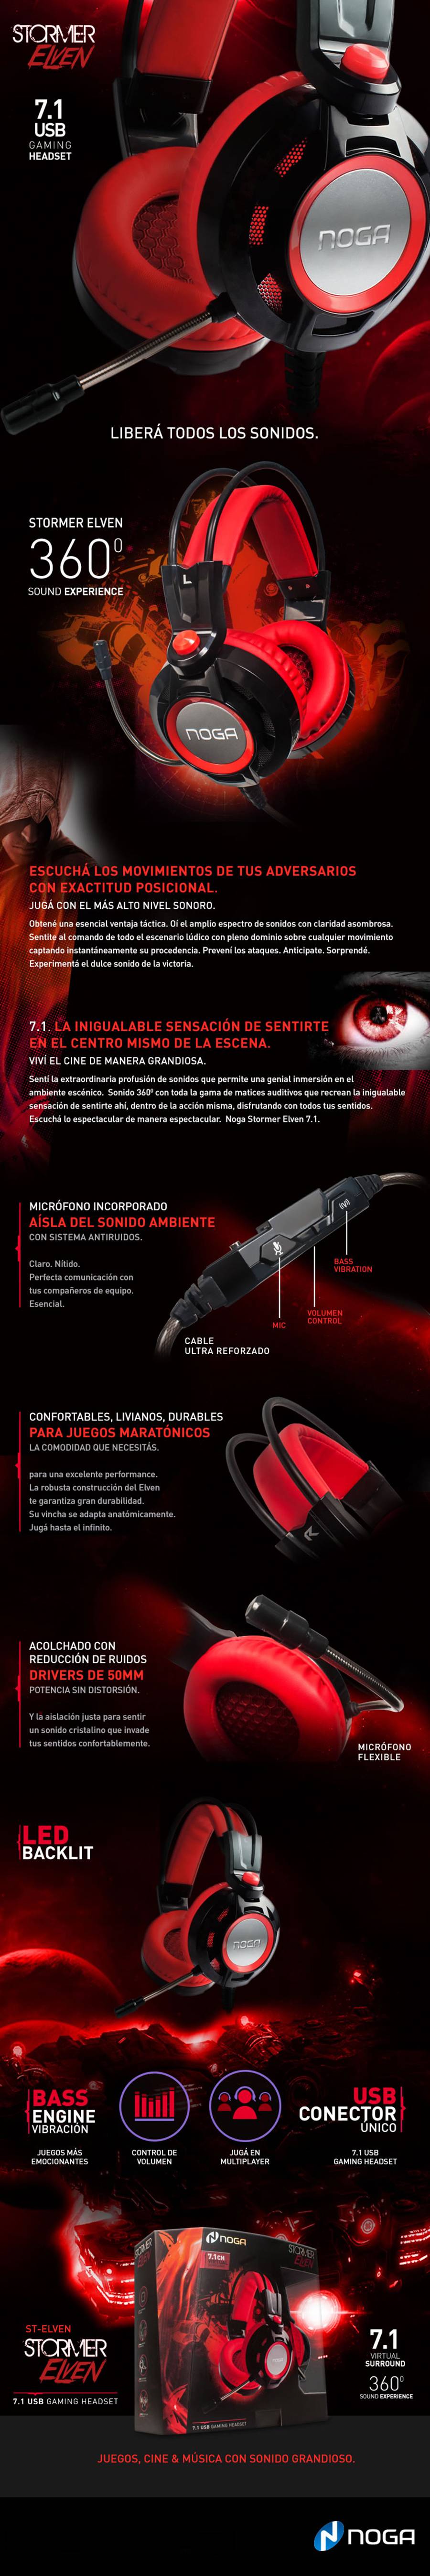 STORMER
ELVEN
7.1
USB
GAMING
HEADSET
NOGA
LIBERÁ TODOS LOS SONIDOS.
STORMER ELVEN
360°
SOUND EXPERIENCE
L
NOGA
ESCUCHÁ LOS MOVIMIENTOS DE TUS ADVERSARIOS
CON EXACTITUD POSICIONAL.
JUGÁ CON EL MÁS ALTO NIVEL SONORO.
Obtené una esencial ventaja táctica. Oí el amplio espectro de sonidos con claridad asombrosa.
Sentite al comando de todo el escenario lúdico con pleno dominio sobre cualquier movimiento
captando instantáneamente su procedencia. Prevení los ataques. Anticipate. Sorprendé.
Experimentá el dulce sonido de la victoria.
7.1. LA INIGUALABLE SENSACIÓN DE SENTIRTE
EN EL CENTRO MISMO DE LA ESCENA.
VIVÍ EL CINE DE MANERA GRANDIOSA.
Sentí la extraordinaria profusión de sonidos que permite una genial inmersión en el
ambiente escénico. Sonido 360° con toda la gama de matices auditivos que recrean la inigualable
sensación de sentirte ahí, dentro de la acción misma, disfrutando con todos tus sentidos.
Escuchá lo espectacular de manera espectacular. Noga Stormer Elven 7.1.
MICRÓFONO INCORPORADO
AÍSLA DEL SONIDO AMBIENTE
CON SISTEMA ANTIRUIDOS.
Claro. Nítido.
Perfecta comunicación con
tus compañeros de equipo.
Esencial.
BASS
VIBRATION
VOLUMEN
CONTROL
MIC
CABLE
ULTRA REFORZADO
CONFORTABLES, LIVIANOS, DURABLES
PARA JUEGOS MARATÓNICOS
LA COMODIDAD QUE NECESITÁS.
para una excelente performance.
La robusta construcción del Elven
te garantiza gran durabilidad.
Su vincha se adapta anatómicamente.
Jugá hasta el infinito.
ACOLCHADO CON
REDUCCIÓN DE RUIDOS
DRIVERS DE 50MM
POTENCIA SIN DISTORSIÓN.
Y la aislación justa para sentir
un sonido cristalino que invade
tus sentidos confortablemente.
MICRÓFONO
FLEXIBLE
LED
BACKLIT
NOGA
BASS
ENGINE
VIBRACIÓN
JUEGOS MÁS
EMOCIONANTES
CONTROL DE
VOLUMEN
JUGÁ EN
MULTIPLAYER
USB
CONECTOR
ÚNICO
7.1 USB
GAMING HEADSET
NOGA
7.1CH
STORMER
ELVEN
7.1 USB GAMING HEADSET
ST-ELVEN
STORMER
ELVEN
7.1 USB GAMING HEADSET
7.1
VIRTUAL
SURROUND
360°
SOUND EXPERIENCE
JUEGOS, CINE & MÚSICA CON SONIDO GRANDIOSO.
NOGA